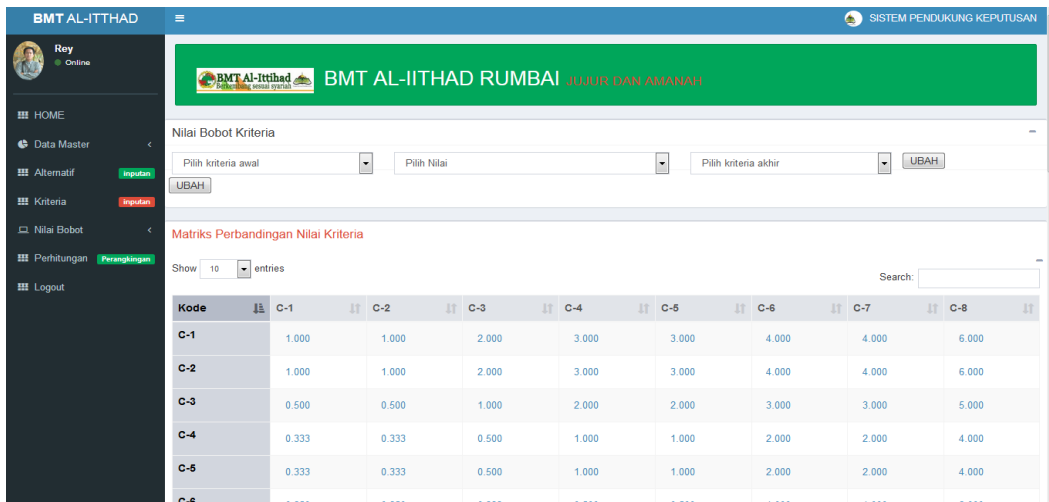 BMT AL-ITTHAD
SISTEM PENDUKUNG KEPUTUSAN
Rey
Online
HOME
Data Master
Alternatif inputan
Kriteria inputan
Nilai Bobot
Perhitungan Perangkingan
Logout
BMT Al-Ittihad
Berkembang sesuai syariah
BMT AL-IITHAD RUMBAI JUJUR DAN AMANAH
Nilai Bobot Kriteria
Pilih kriteria awal Pilih Nilai Pilih kriteria akhir UBAH
UBAH
Matriks Perbandingan Nilai Kriteria
Show 10 entries
Search:
Kode C-1 C-2 C-3 C-4 C-5 C-6 C-7 C-8
C-1 1.000 1.000 2.000 3.000 3.000 4.000 4.000 6.000
C-2 1.000 1.000 2.000 3.000 3.000 4.000 4.000 6.000
C-3 0.500 0.500 1.000 2.000 2.000 3.000 3.000 5.000
C-4 0.333 0.333 0.500 1.000 1.000 2.000 2.000 4.000
C-5 0.333 0.333 0.500 1.000 1.000 2.000 2.000 4.000
C-6